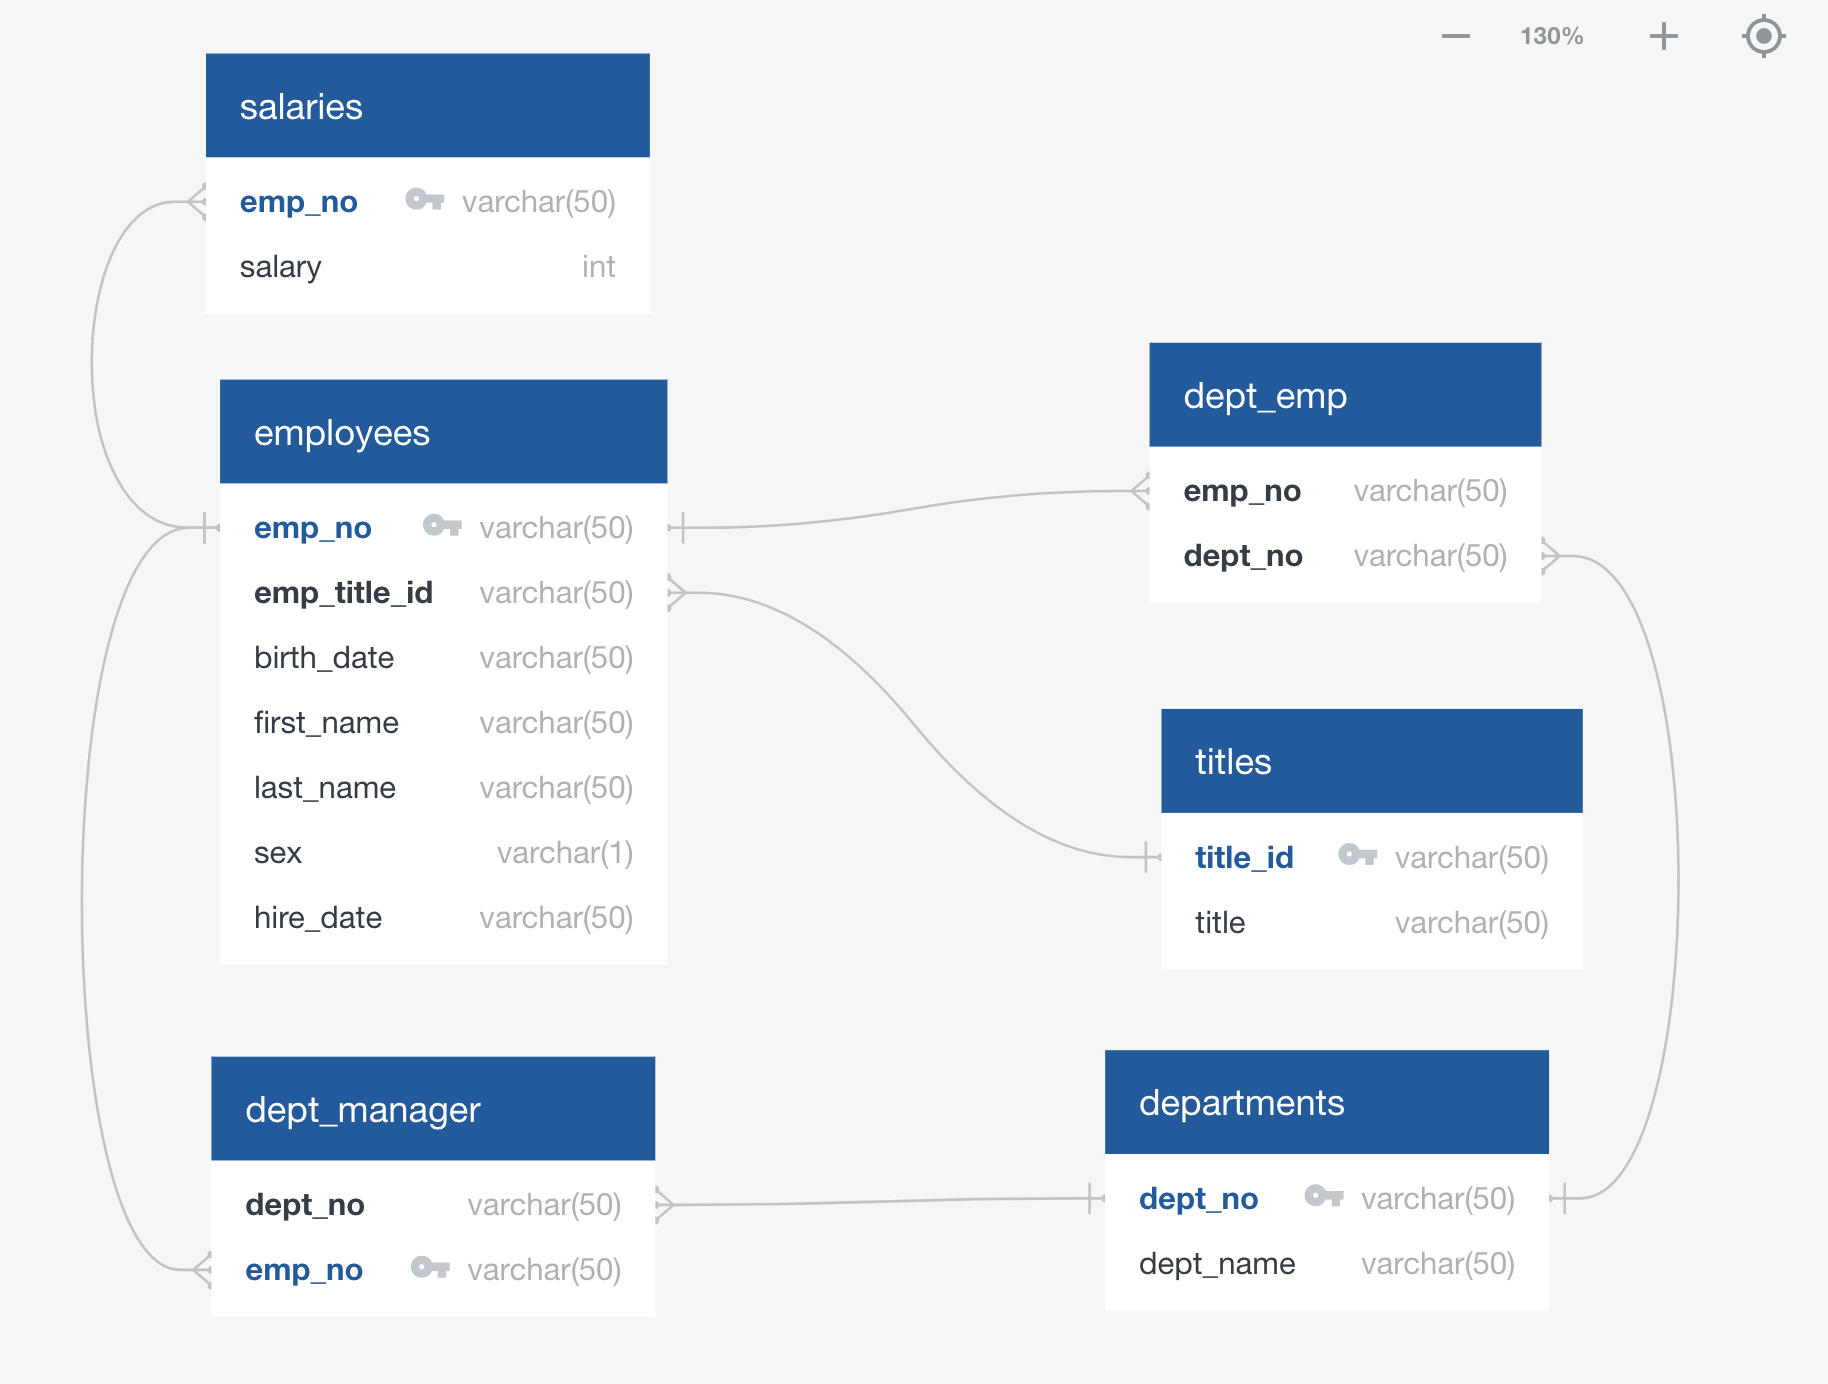 130%
salaries
emp_no varchar(50)
salary int
employees
emp_no varchar(50)
emp_title_id varchar(50)
birth_date varchar(50)
first_name varchar(50)
last_name varchar(50)
sex varchar(1)
hire_date varchar(50)
dept_emp
emp_no varchar(50)
dept_no varchar(50)
titles
title_id varchar(50)
title varchar(50)
dept_manager
dept_no varchar(50)
emp_no varchar(50)
departments
dept_no varchar(50)
dept_name varchar(50)